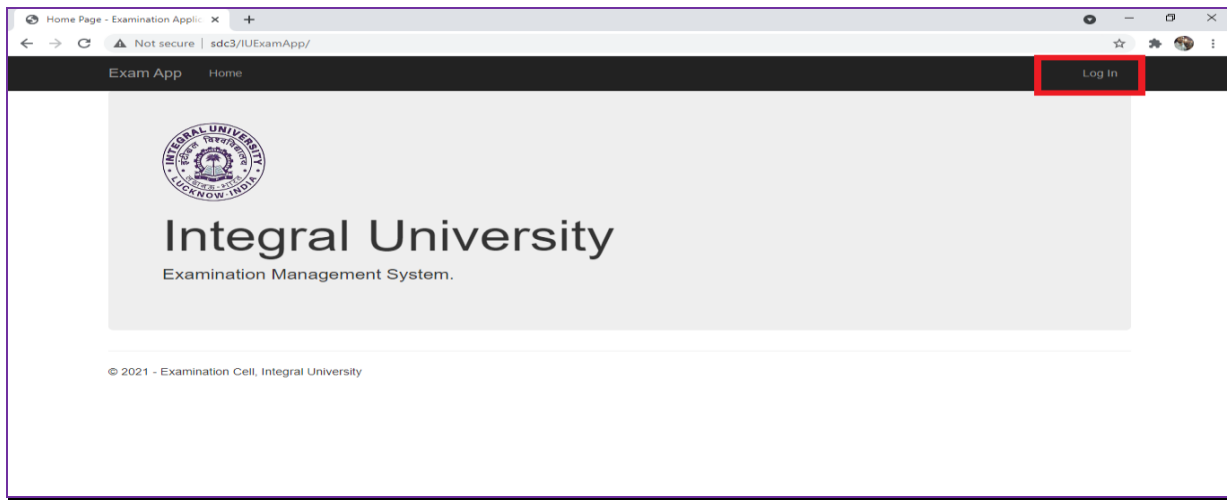 Home Page - Examination Applic
Not secure | sdc3/IUExamApp/
Exam App Home Log In
INTEGRAL UNIVERSITY
LUCKNOW-INDIA
Integral University
Examination Management System.
© 2021 - Examination Cell, Integral University